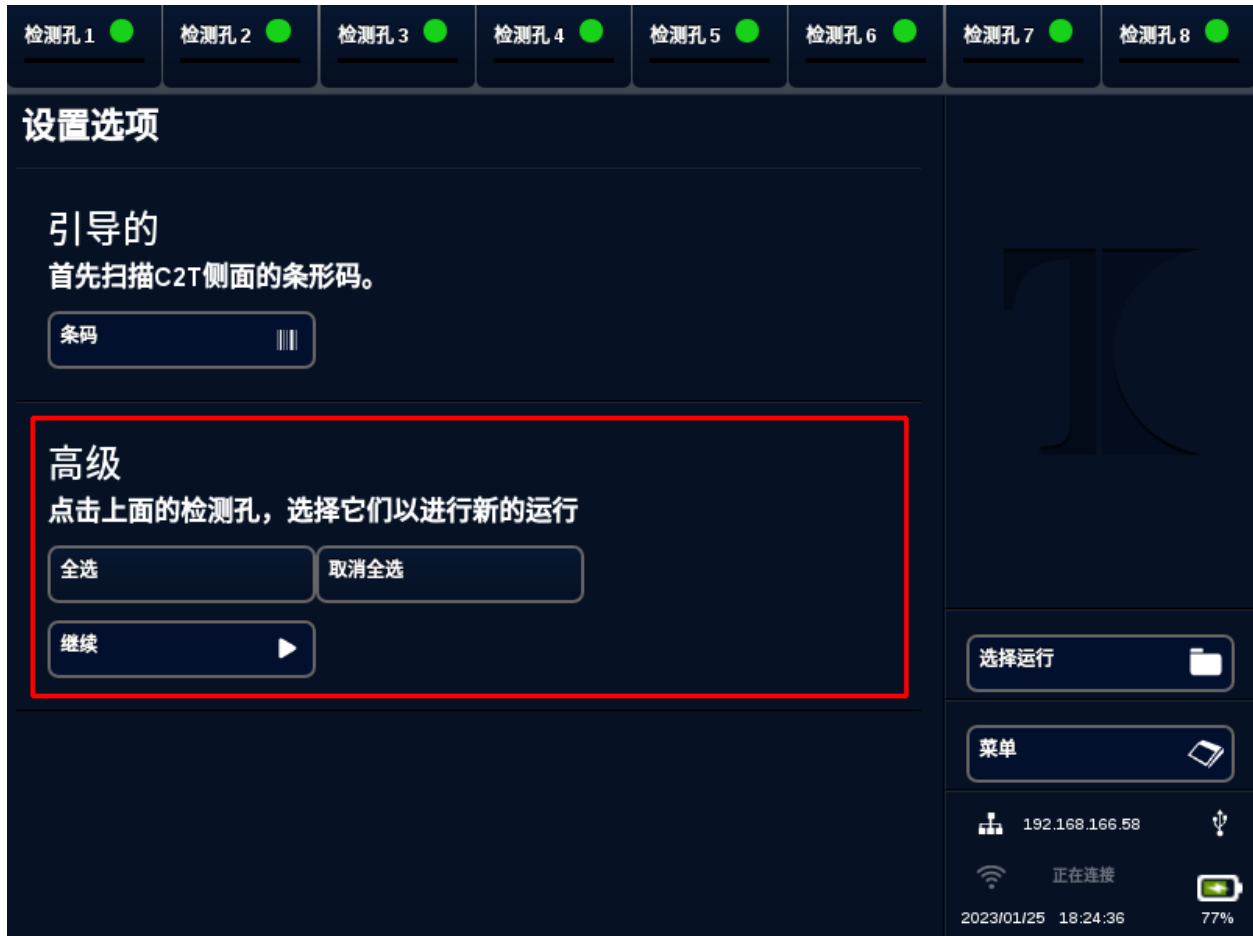 检测孔 1
检测孔 2
检测孔 3
检测孔 4
检测孔 5
检测孔 6
检测孔 7
检测孔 8
设置选项
引导的
首先扫描C2T侧面的条形码。
条码
高级
点击上面的检测孔，选择它们以进行新的运行
全选
取消全选
继续
选择运行
菜单
192.168.166.58
正在连接
2023/01/25 18:24:36
77%